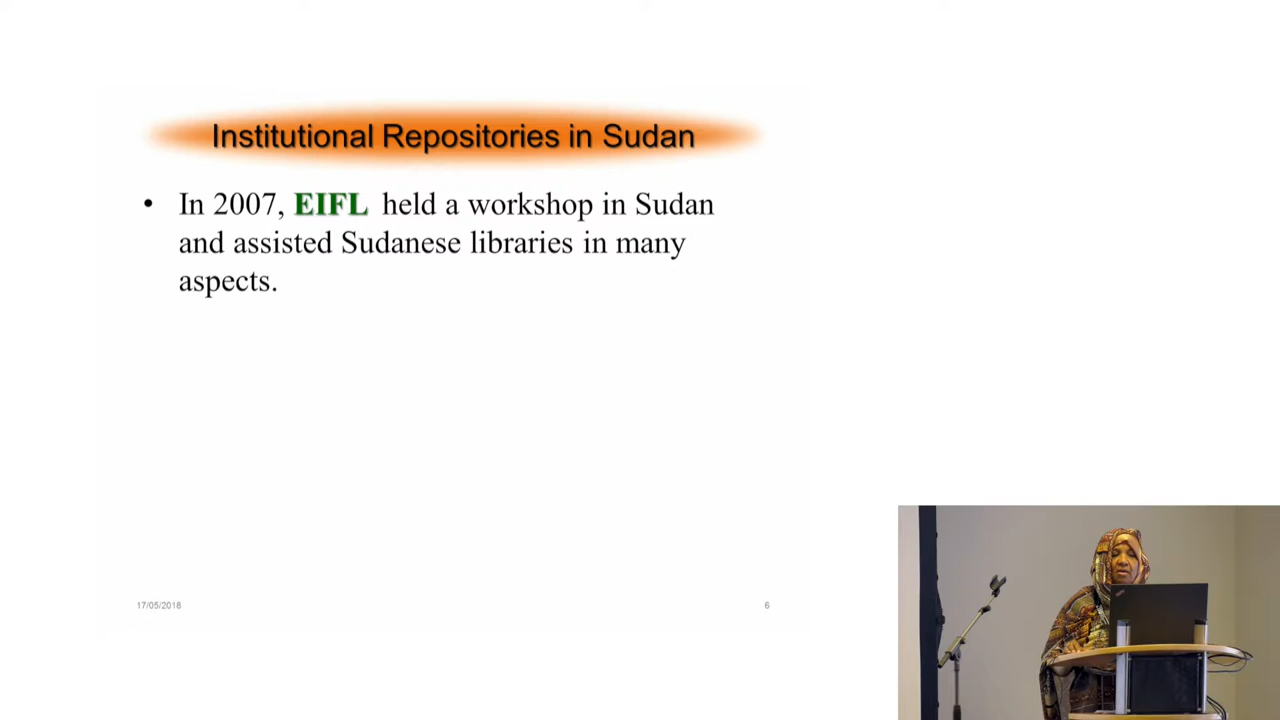 Institutional Repositories in Sudan
• In 2007, EIFL held a workshop in Sudan
and assisted Sudanese libraries in many
aspects.
17/05/2018
6